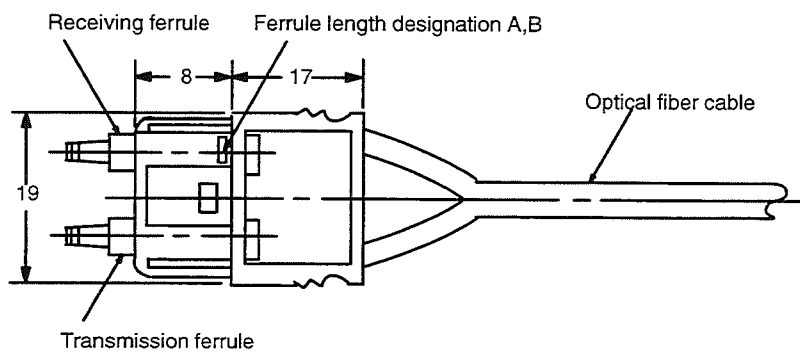 Receiving ferrule
Ferrule length designation A,B
8
17
Optical fiber cable
19
Transmission ferrule